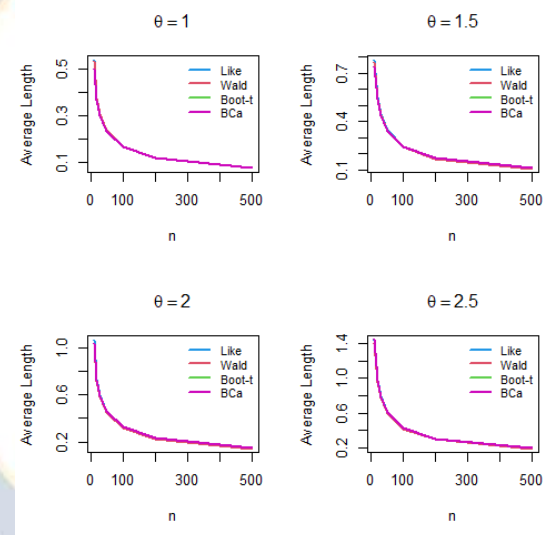 θ = 1
Average Length
0.1 0.3 0.5
Like
Wald
Boot-t
BCa
0 100 300 500
n
θ = 1.5
Average Length
0.1 0.4 0.7
Like
Wald
Boot-t
BCa
0 100 300 500
n
θ = 2
Average Length
0.2 0.6 1.0
Like
Wald
Boot-t
BCa
0 100 300 500
n
θ = 2.5
Average Length
0.2 0.6 1.0 1.4
Like
Wald
Boot-t
BCa
0 100 300 500
n